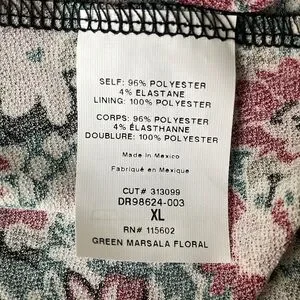 SELF: 96% POLYESTER
4% ELASTANE
LINING: 100% POLYESTER
CORPS: 96% POLYESTER
4% ÉLASTHANNE
DOUBLURE: 100% POLYESTER
Made in Mexico
Fabriqué en Mexique
CUT# 313099
DR98624-003
XL
RN# 115602
GREEN MARSALA FLORAL